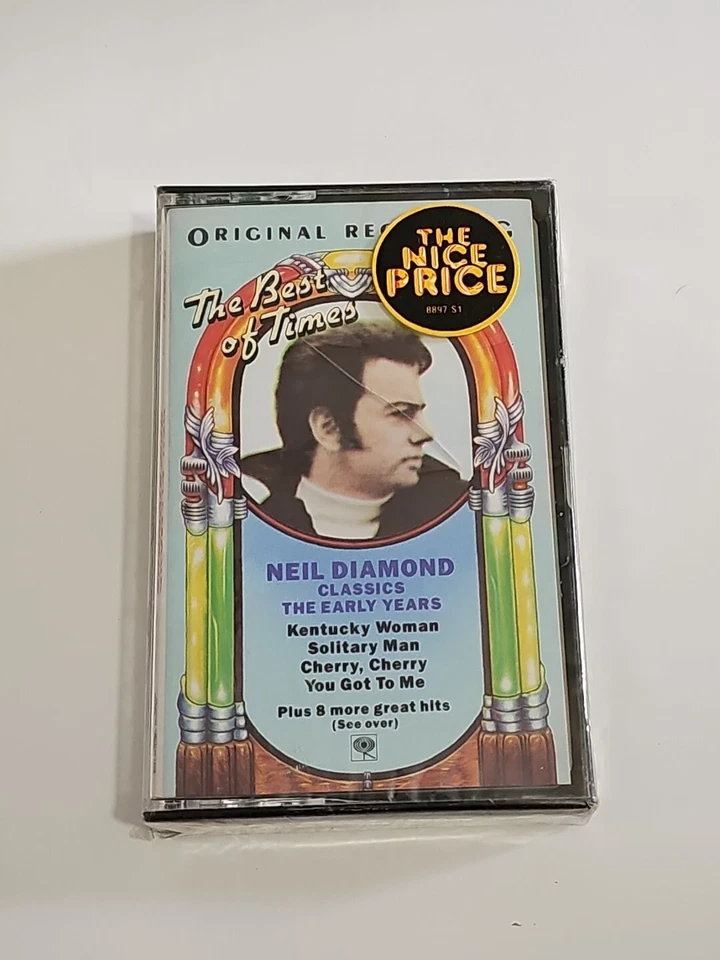 ORIGINAL REC G
THE
NICE
PRICE
8897 S1
The Best
of Times
NEIL DIAMOND
CLASSICS
THE EARLY YEARS
Kentucky Woman
Solitary Man
Cherry, Cherry
You Got To Me
Plus 8 more great hits
(See over)